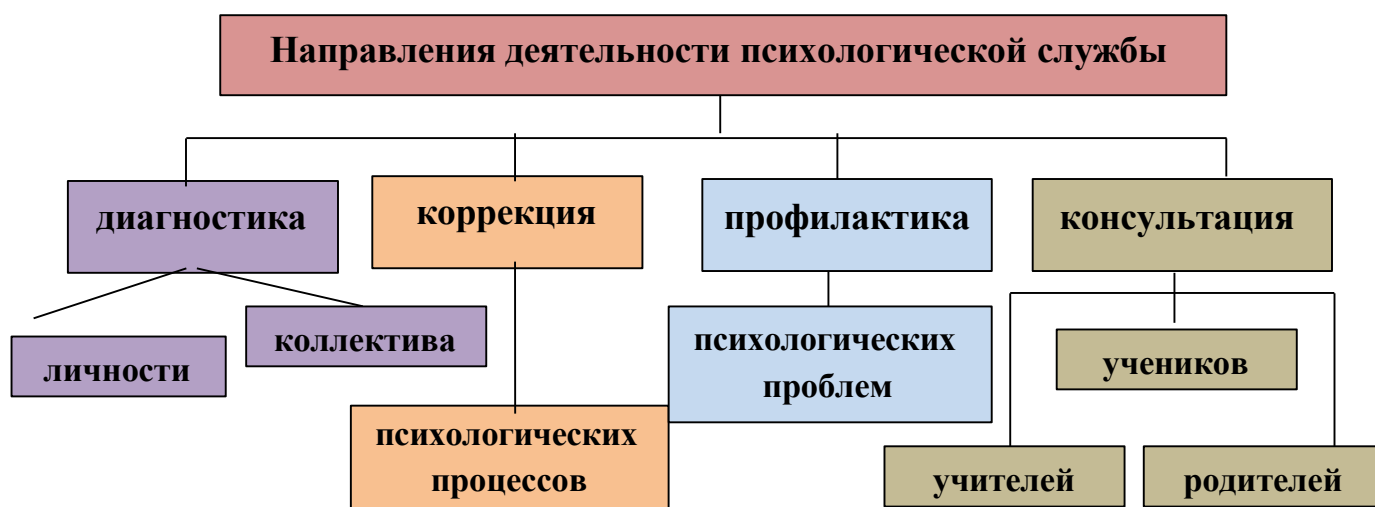 Направления деятельности психологической службы
диагностика
коррекция
профилактика
консультация
личности
коллектива
психологических
процессов
психологических
проблем
учеников
учителей
родителей